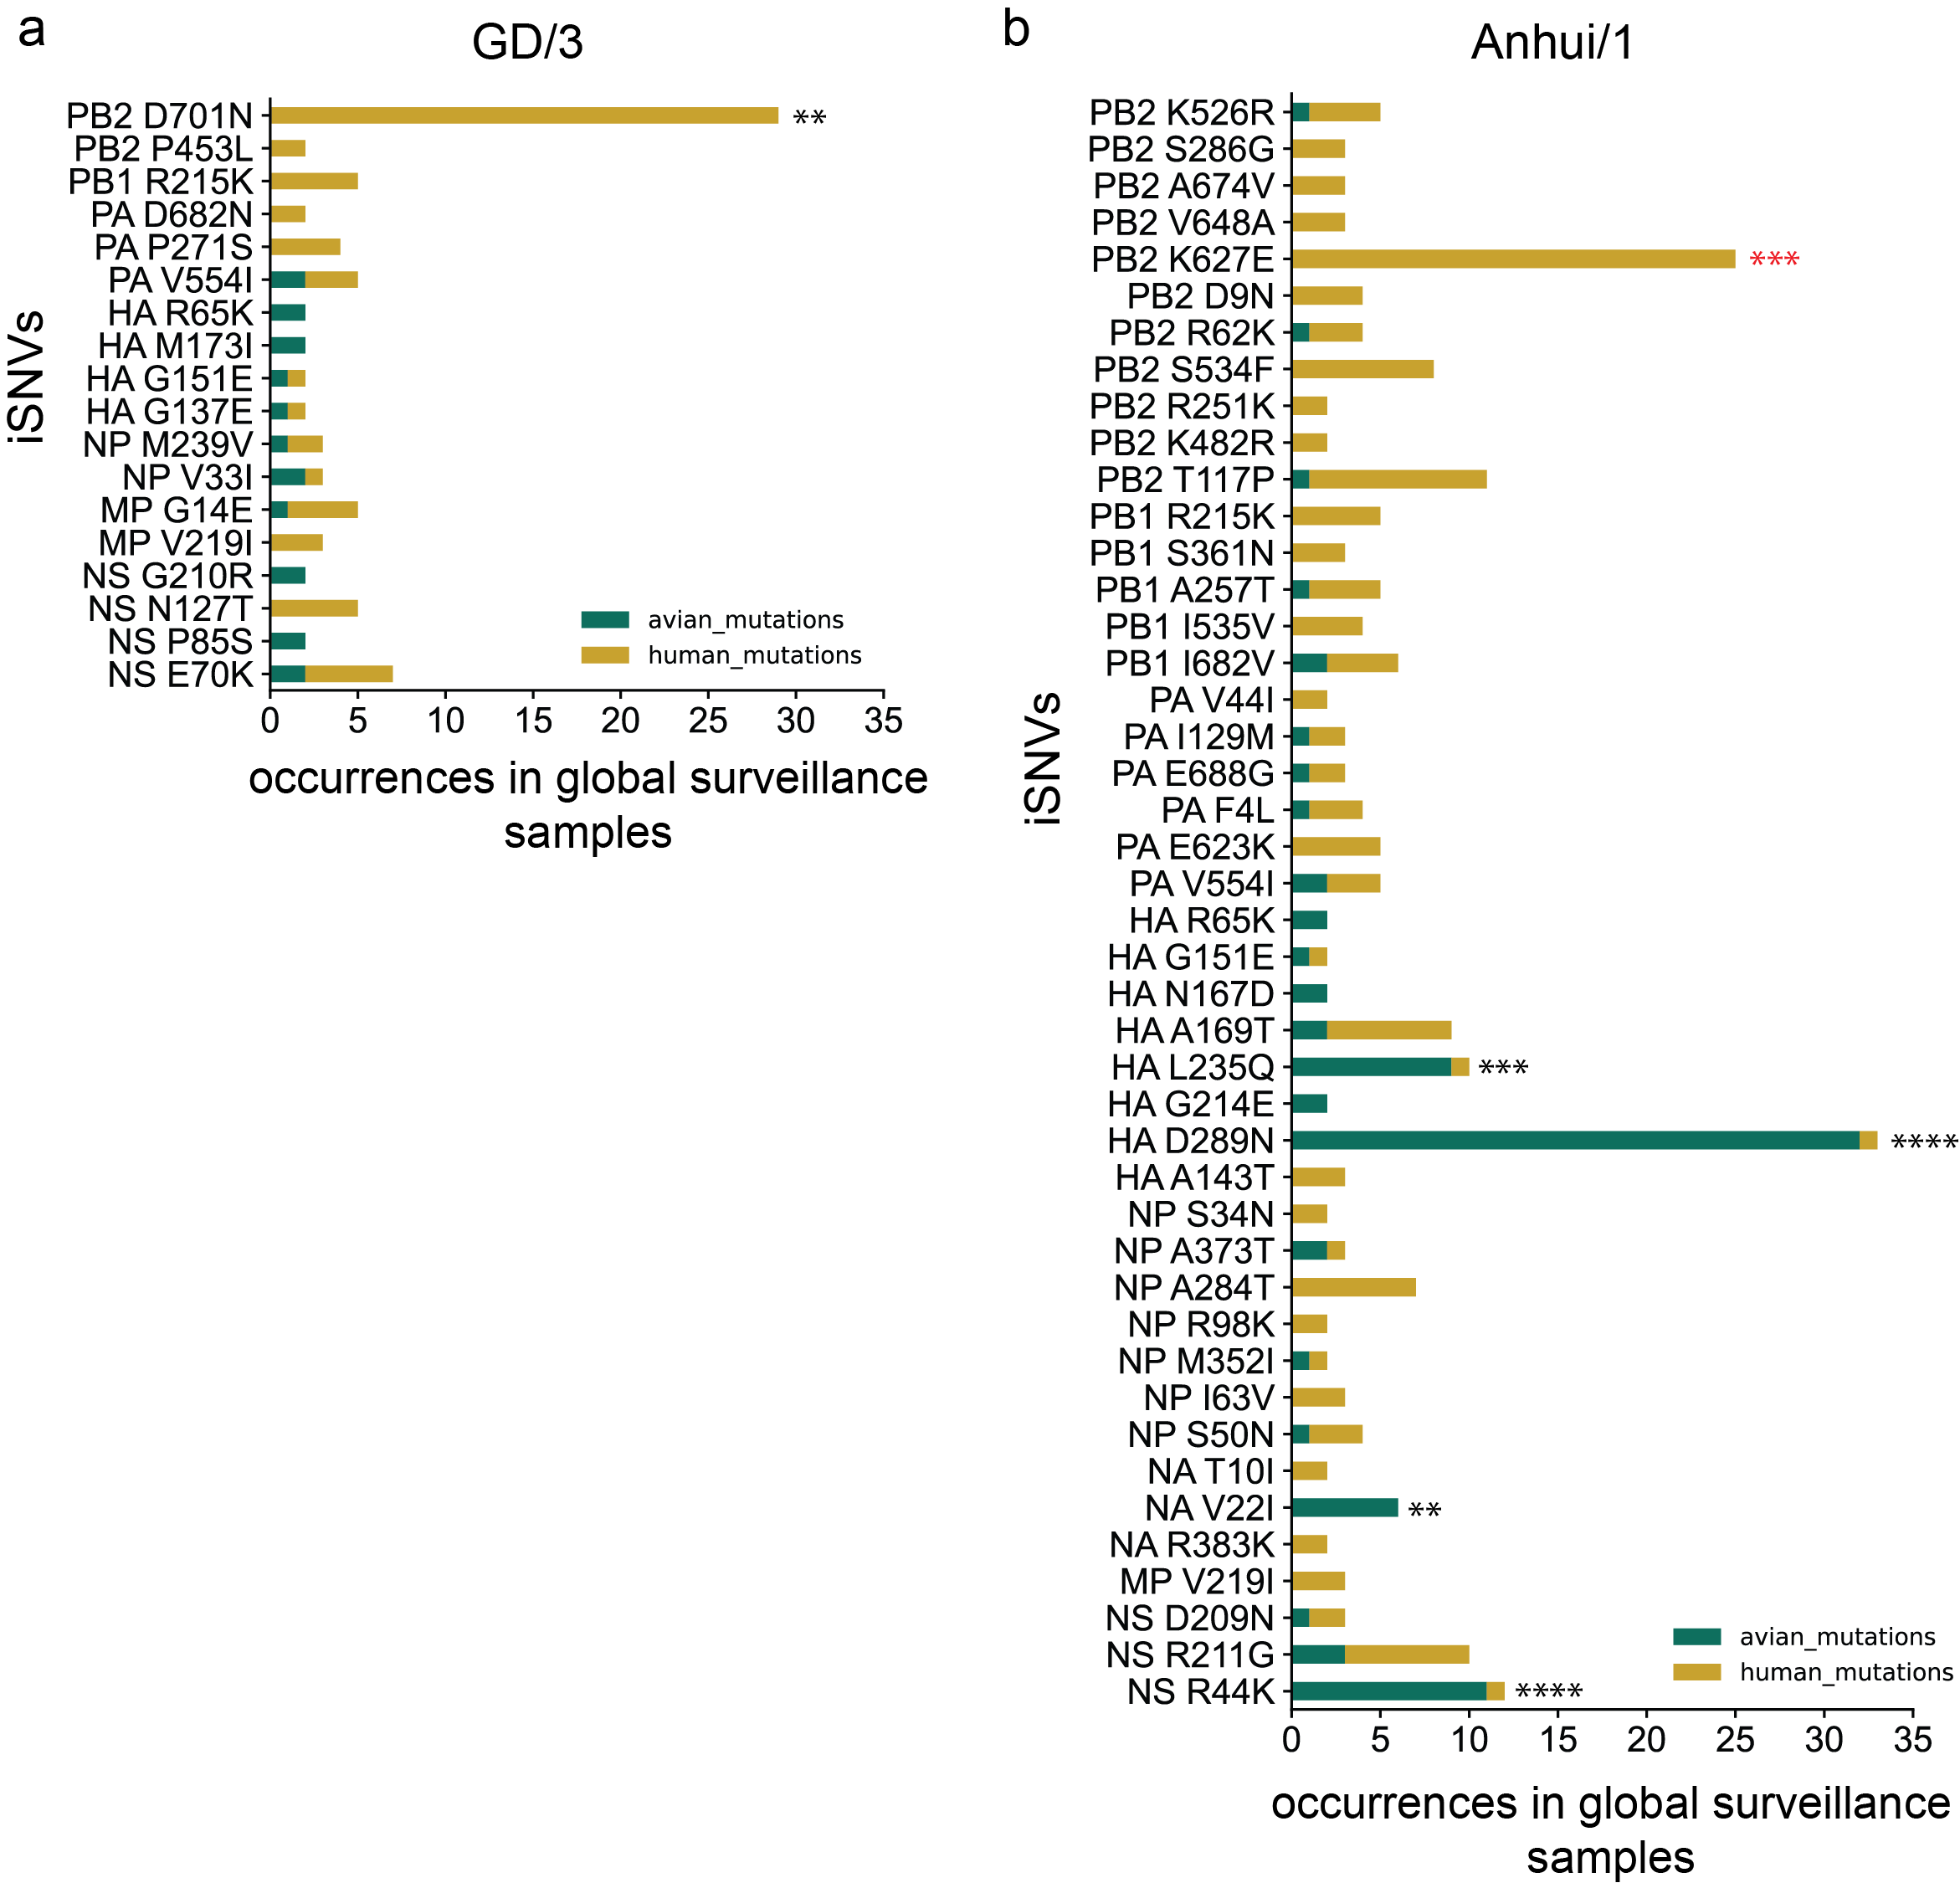 a
GD/3
iSNVs
PB2 D701N
**
PB2 P453L
PB1 R215K
PA D682N
PA P271S
PA V554I
HA R65K
HA M173I
HA G151E
HA G137E
NP M239V
NP V33I
MP G14E
MP V219I
NS G210R
NS N127T
NS P85S
NS E70K
avian_mutations
human_mutations
0 5 10 15 20 25 30 35
occurrences in global surveillance
samples
b
Anhui/1
iSNVs
PB2 K526R
PB2 S286G
PB2 A674V
PB2 V648A
PB2 K627E
***
PB2 D9N
PB2 R62K
PB2 S534F
PB2 R251K
PB2 K482R
PB2 T117P
PB1 R215K
PB1 S361N
PB1 A257T
PB1 I535V
PB1 I682V
PA V44I
PA I129M
PA E688G
PA F4L
PA E623K
PA V554I
HA R65K
HA G151E
HA N167D
HA A169T
HA L235Q
***
HA G214E
HA D289N
****
HA A143T
NP S34N
NP A373T
NP A284T
NP R98K
NP M352I
NP I63V
NP S50N
NA T10I
NA V22I
**
NA R383K
MP V219I
NS D209N
NS R211G
NS R44K
****
avian_mutations
human_mutations
0 5 10 15 20 25 30 35
occurrences in global surveillance
samples